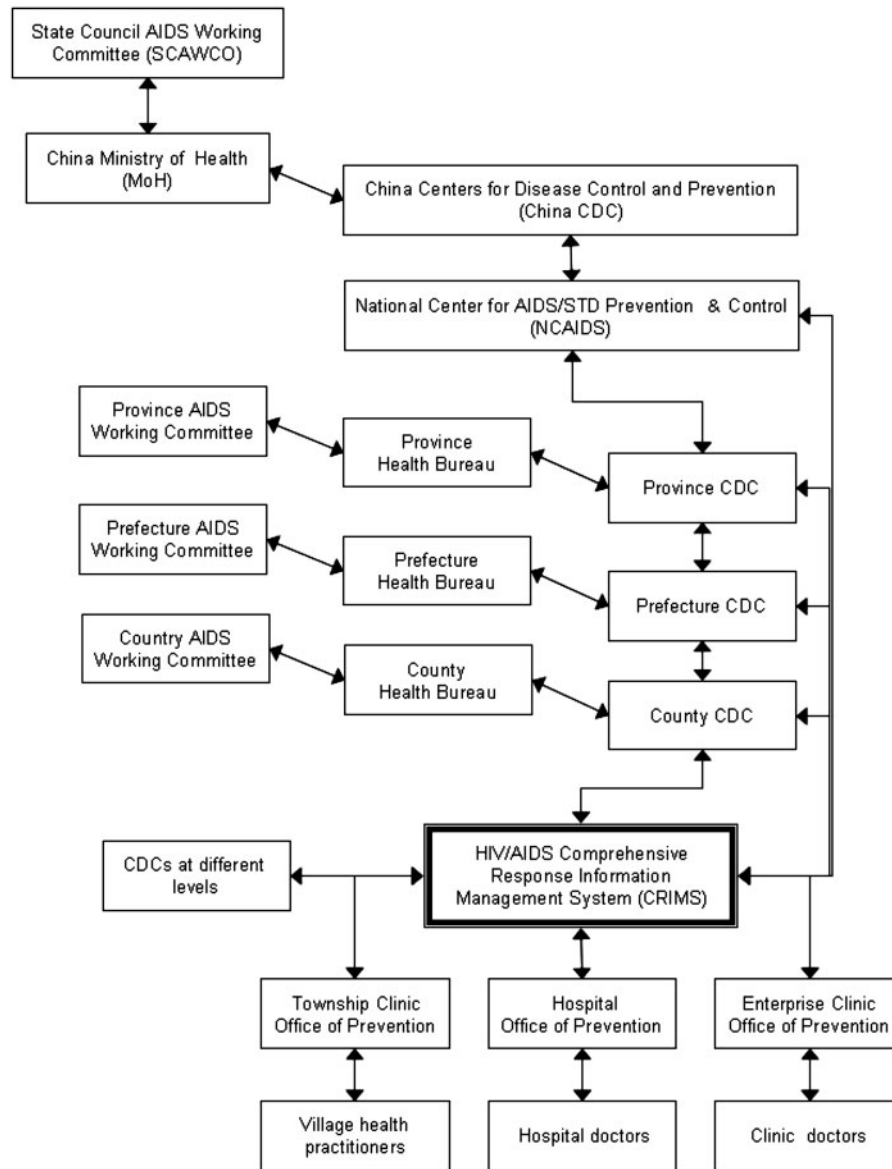 State Council AIDS Working
Committee (SCAWCO)
China Ministry of Health
(MoH)
China Centers for Disease Control and Prevention
(China CDC)
National Center for AIDS/STD Prevention & Control
(NCAIDS)
Province AIDS
Working Committee
Province
Health Bureau
Province CDC
Prefecture AIDS
Working Committee
Prefecture
Health Bureau
Prefecture CDC
Country AIDS
Working Committee
County
Health Bureau
County CDC
CDCs at different
levels
HIV/AIDS Comprehensive
Response Information
Management System (CRIMS)
Township Clinic
Office of Prevention
Hospital
Office of Prevention
Enterprise Clinic
Office of Prevention
Village health
practitioners
Hospital doctors
Clinic doctors